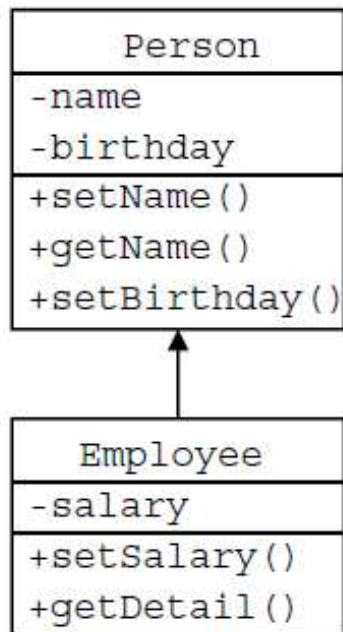 Person
-name
-birthday
+setName()
+getName()
+setBirthday()
Employee
-salary
+setSalary()
+getDetail()